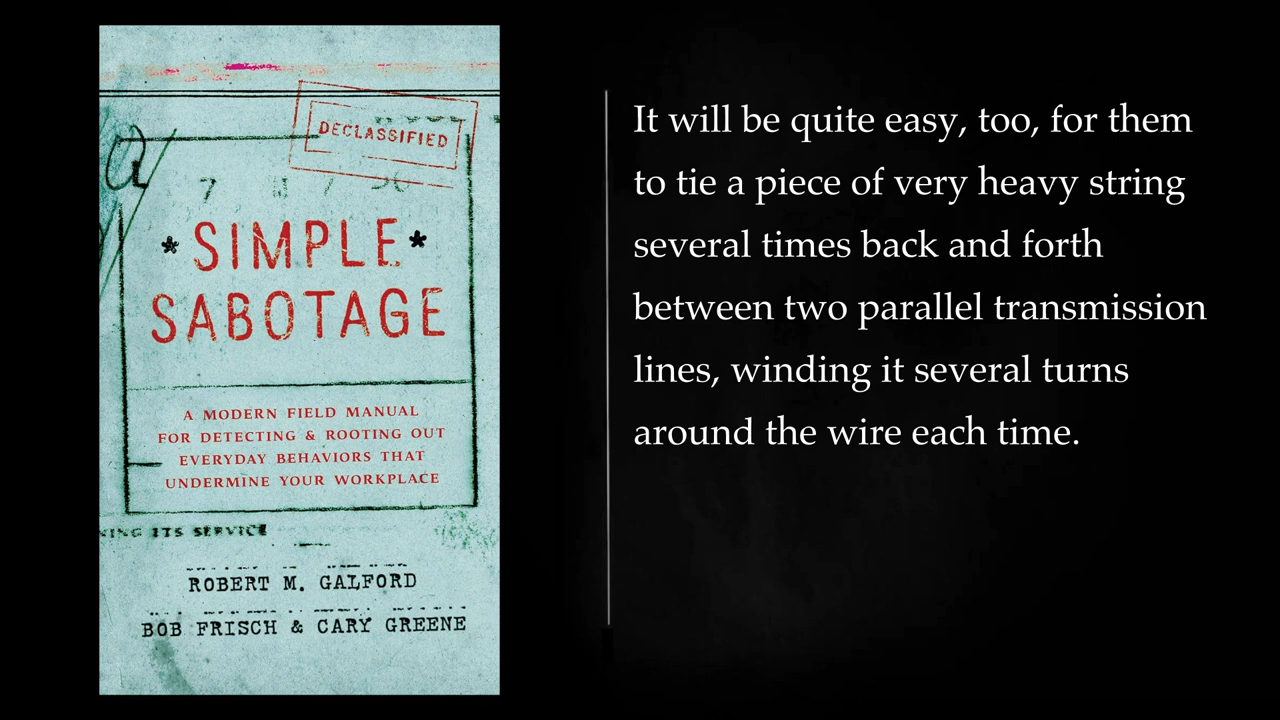 DECLASSIFIED
*SIMPLE*
SABOTAGE
A MODERN FIELD MANUAL
FOR DETECTING & ROOTING OUT
EVERYDAY BEHAVIORS THAT
UNDERMINE YOUR WORKPLACE
ITS SERVICE
ROBERT M. GALFORD
BOB FRISCH & CARY GREENE
It will be quite easy, too, for them
to tie a piece of very heavy string
several times back and forth
between two parallel transmission
lines, winding it several turns
around the wire each time.